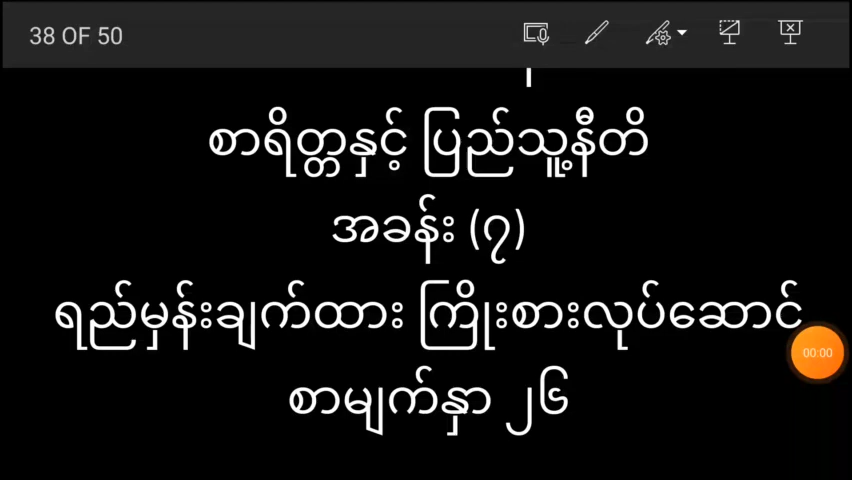 38 OF 50
စာရိတ္တနှင့် ပြည်သူ့နီတိ
အခန်း (၇)
ရည်မှန်းချက်ထား ကြိုးစားလုပ်ဆောင်
00:00
စာမျက်နှာ ၂၆